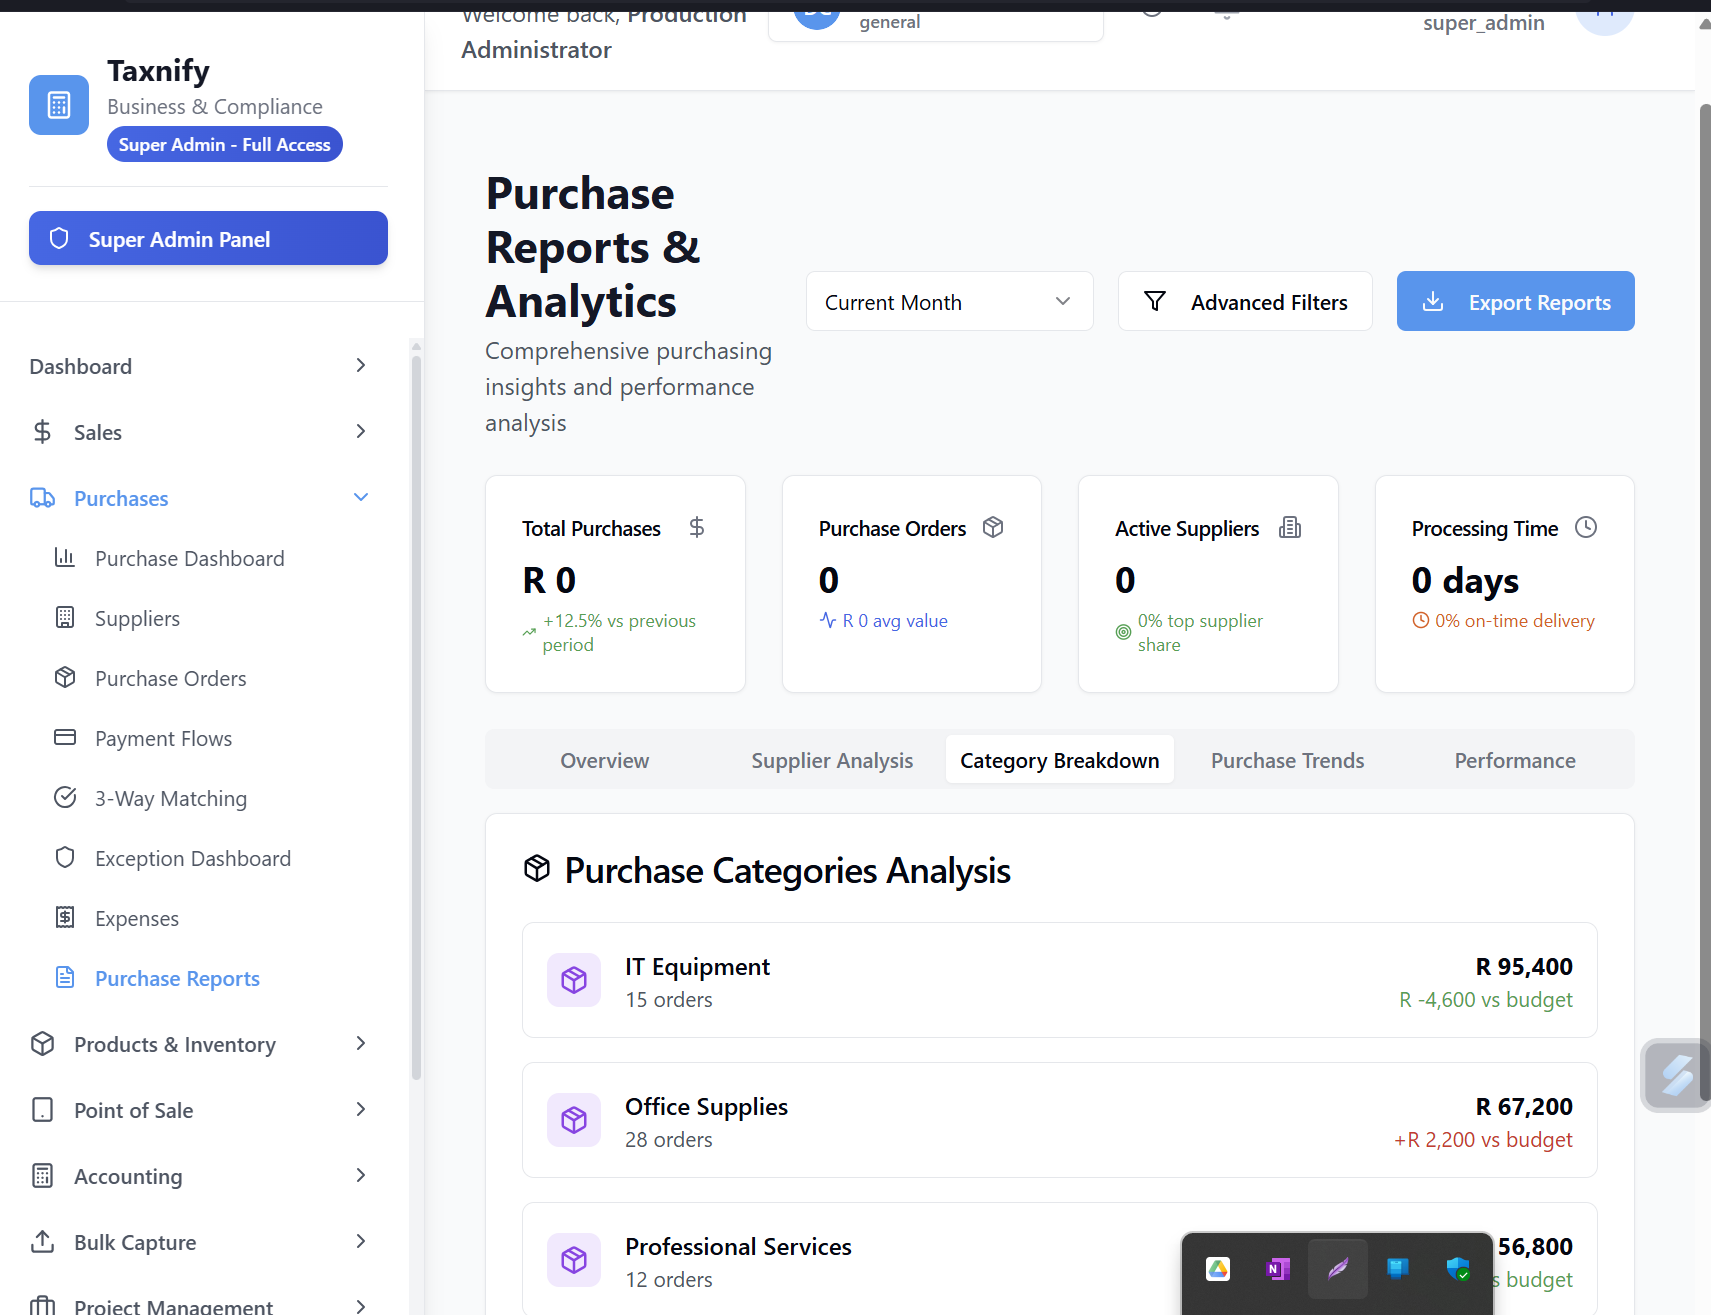 Taxnify
Business & Compliance
Super Admin - Full Access
Super Admin Panel
Dashboard
Sales
Purchases
Purchase Dashboard
Suppliers
Purchase Orders
Payment Flows
3-Way Matching
Exception Dashboard
Expenses
Purchase Reports
Products & Inventory
Point of Sale
Accounting
Bulk Capture
Project Management
Welcome back, Production
Administrator
general
super_admin
Purchase
Reports &
Analytics
Comprehensive purchasing
insights and performance
analysis
Current Month
Advanced Filters
Export Reports
Total Purchases
R 0
+12.5% vs previous
period
Purchase Orders
0
R 0 avg value
Active Suppliers
0
0% top supplier
share
Processing Time
0 days
0% on-time delivery
Overview
Supplier Analysis
Category Breakdown
Purchase Trends
Performance
Purchase Categories Analysis
IT Equipment
R 95,400
15 orders
R -4,600 vs budget
Office Supplies
R 67,200
28 orders
+R 2,200 vs budget
Professional Services
56,800
12 orders
budget